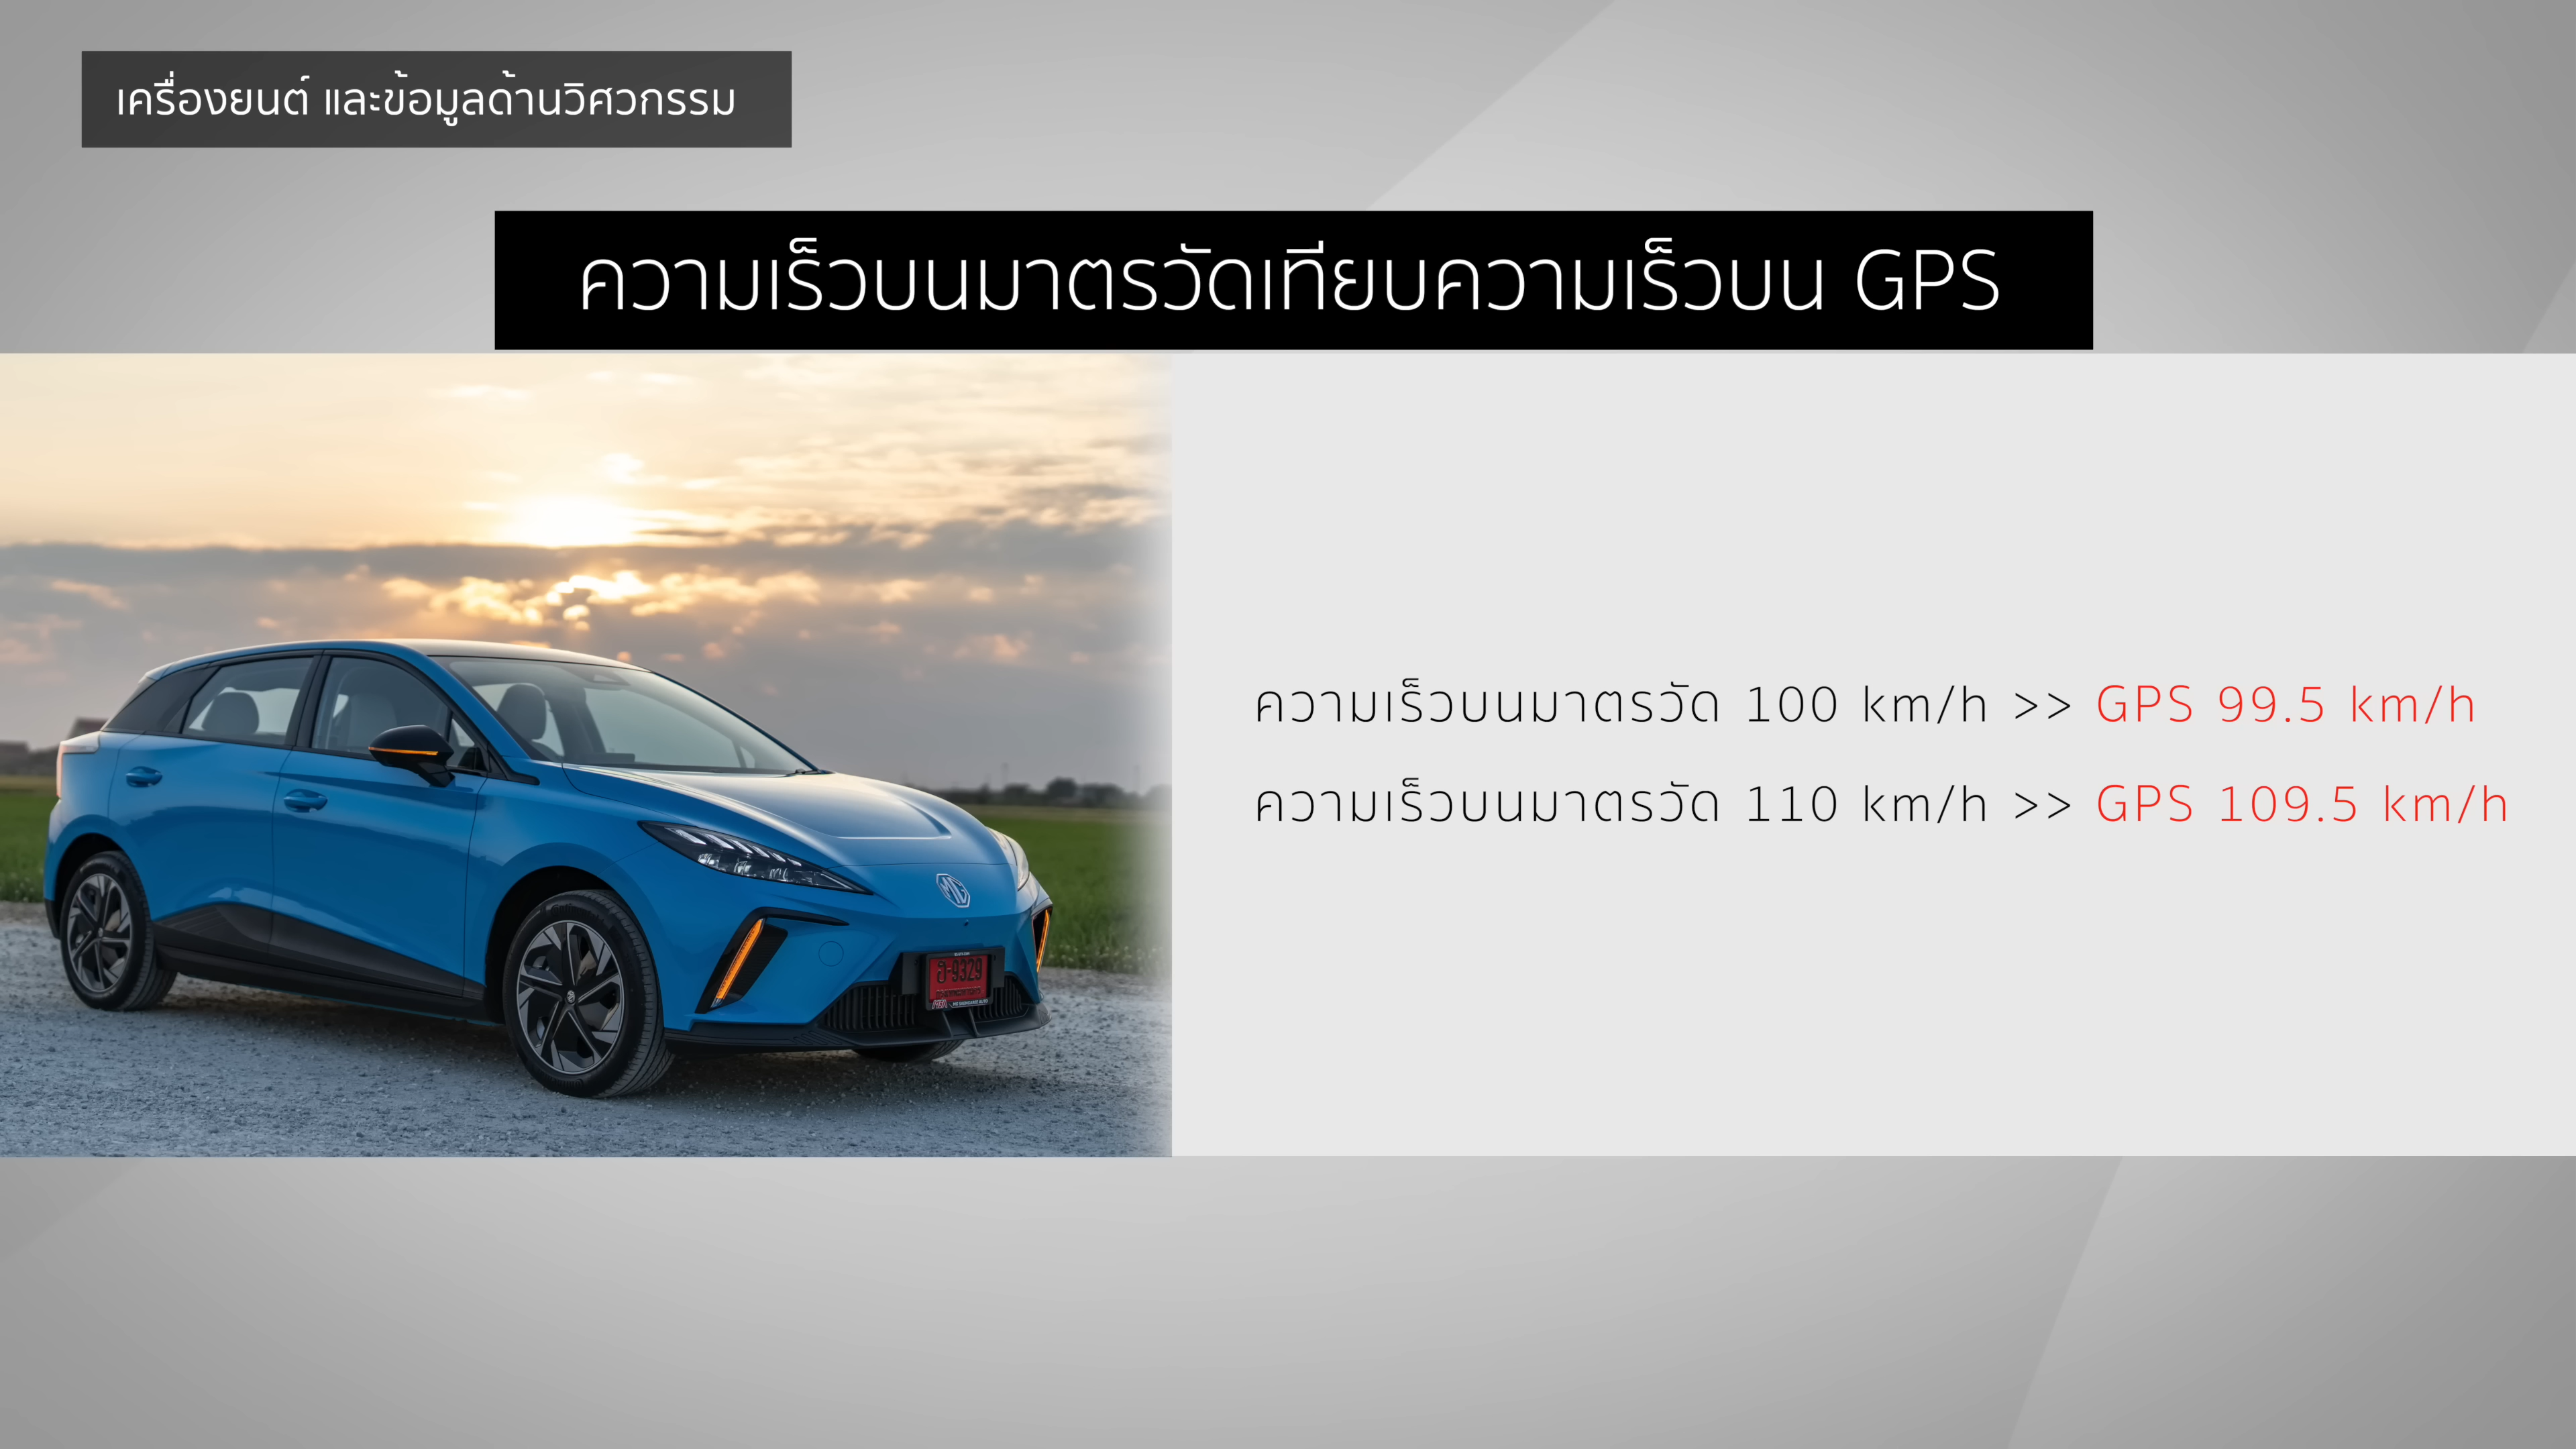 เครื่องยนต์ และข้อมูลด้านวิศวกรรม
ความเร็วบนมาตรวัดเทียบความเร็วบน GPS
ความเร็วบนมาตรวัด 100 km/h >> GPS 99.5 km/h
ความเร็วบนมาตรวัด 110 km/h >> GPS 109.5 km/h
MG
9329